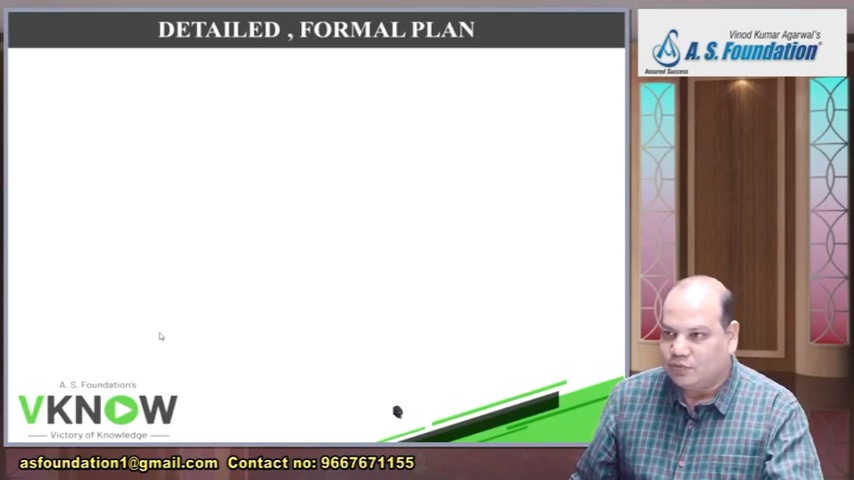 DETAILED , FORMAL PLAN
Vinod Kumar Agarwal's
A. S. Foundation®
Assured Success
A. S. Foundation's
VKNOW
Victory of Knowledge
asfoundation1@gmail.com Contact no: 9667671155